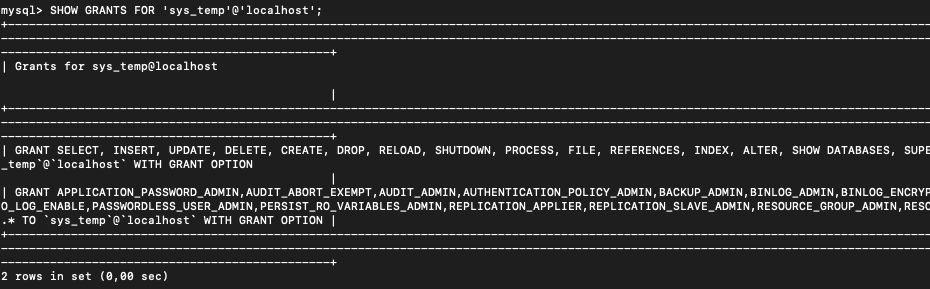 mysql> SHOW GRANTS FOR 'sys_temp'@'localhost';
| Grants for sys_temp@localhost
|
| GRANT SELECT, INSERT, UPDATE, DELETE, CREATE, DROP, RELOAD, SHUTDOWN, PROCESS, FILE, REFERENCES, INDEX, ALTER, SHOW DATABASES, SUPE
_temp`@`localhost` WITH GRANT OPTION
|
| GRANT APPLICATION_PASSWORD_ADMIN,AUDIT_ABORT_EXEMPT,AUDIT_ADMIN,AUTHENTICATION_POLICY_ADMIN,BACKUP_ADMIN,BINLOG_ADMIN,BINLOG_ENCRYP
O_LOG_ENABLE,PASSWORDLESS_USER_ADMIN,PERSIST_RO_VARIABLES_ADMIN,REPLICATION_APPLIER,REPLICATION_SLAVE_ADMIN,RESOURCE_GROUP_ADMIN,RESO
.* TO `sys_temp`@`localhost` WITH GRANT OPTION |
2 rows in set (0,00 sec)